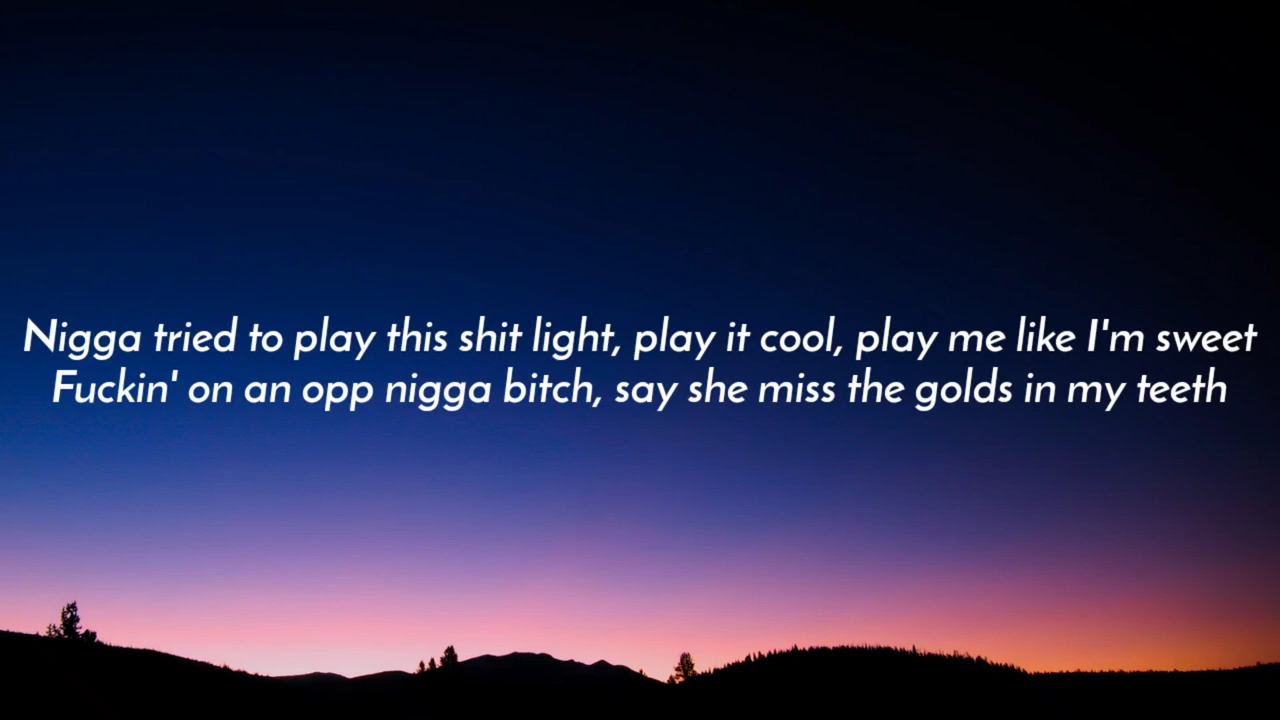 Nigga tried to play this shit light, play it cool, play me like I'm sweet
Fuckin' on an opp nigga bitch, say she miss the golds in my teeth